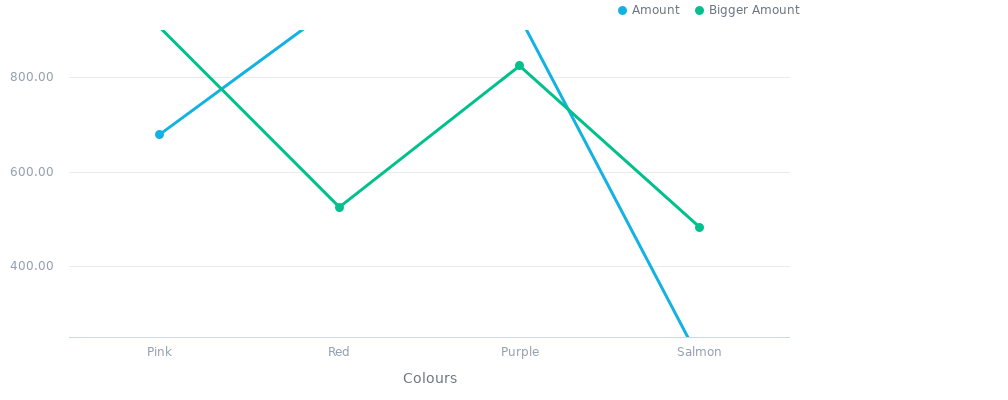 Amount Bigger Amount
800.00
600.00
400.00
Pink Red Purple Salmon
Colours